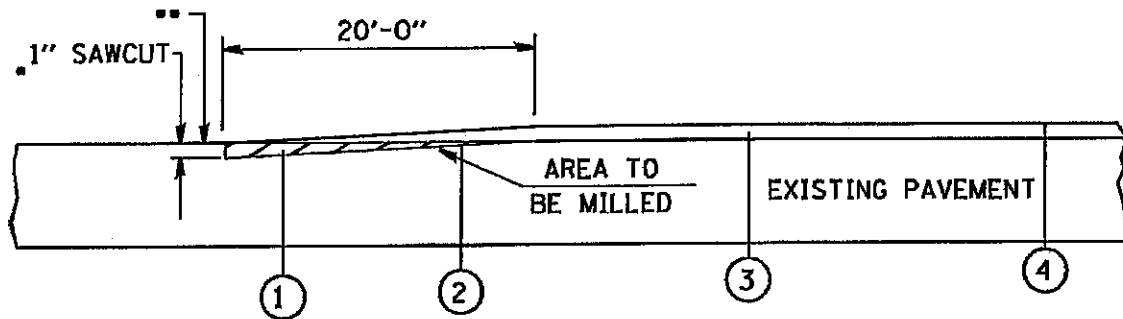 **
20'-0"
*1" SAWCUT
AREA TO
BE MILLED
EXISTING PAVEMENT
1
2
3
4